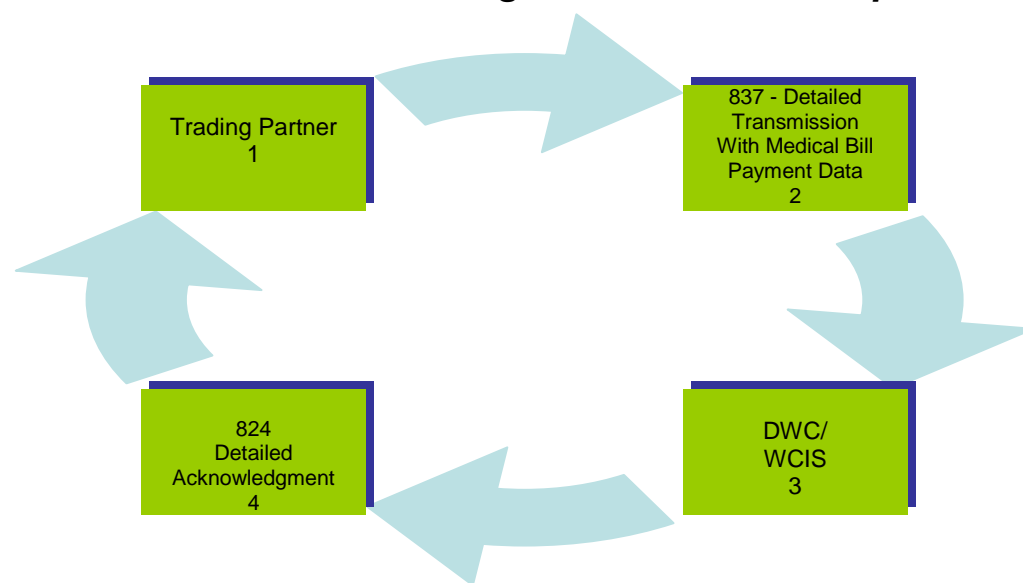 Trading Partner
1
837 - Detailed
Transmission
With Medical Bill
Payment Data
2
DWC/
WCIS
3
824
Detailed
Acknowledgment
4